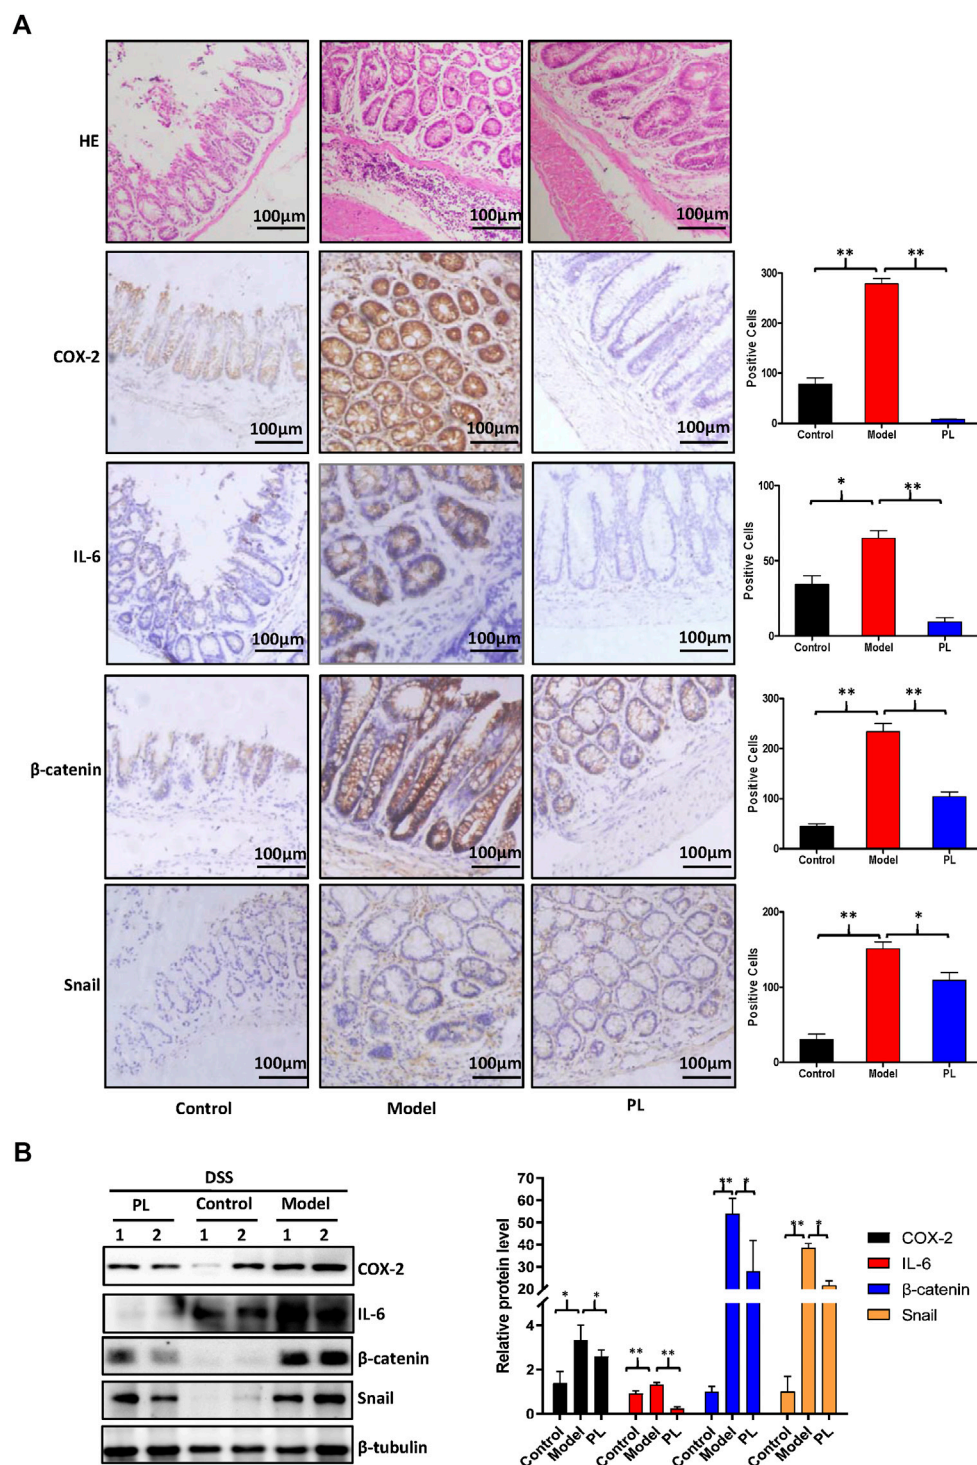 A
HE
100μm 100μm 100μm
COX-2
100μm 100μm 100μm
Positive Cells
300
200
100
0
** **
Control Model PL
IL-6
100μm 100μm 100μm
Positive Cells
100
50
0
* **
Control Model PL
β-catenin
100μm 100μm 100μm
Positive Cells
300
200
100
0
** **
Control Model PL
Snail
100μm 100μm 100μm
Positive Cells
200
100
0
** *
Control Model PL
Control Model PL
B
DSS
PL Control Model
1 2 1 2 1 2
COX-2
IL-6
β-catenin
Snail
β-tubulin
Relative protein level
70
60
50
40
30
20
4
2
0
* *
** **
** *
** *
Control Model PL Control Model PL Control Model PL Control Model PL
COX-2
IL-6
β-catenin
Snail